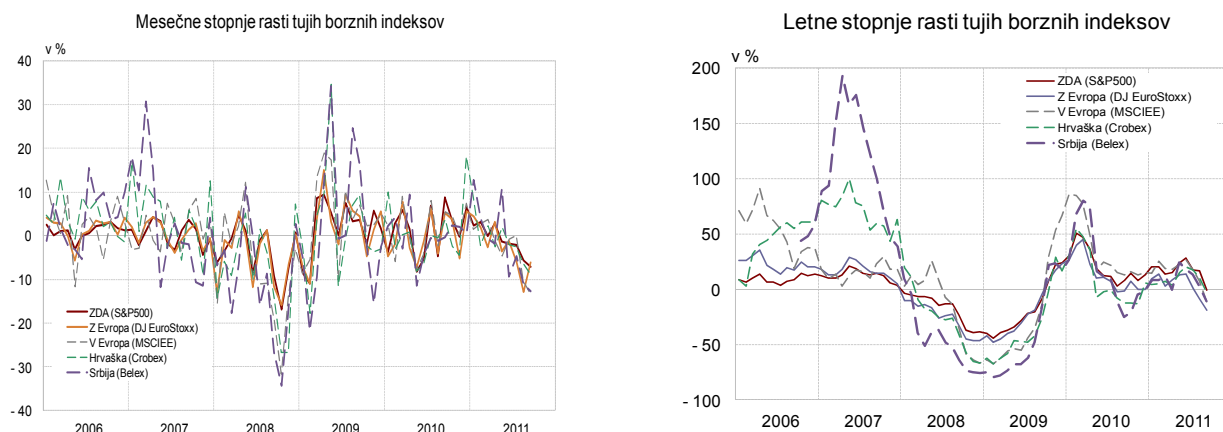 Mesečne stopnje rasti tujih borznih indeksov
v %
40
30
20
10
0
- 10
- 20
- 30
- 40
ZDA (S&P500)
Z Evropa (DJ EuroStoxx)
V Evropa (MSCIEE)
Hrvaška (Crobex)
Srbija (Belex)
2006 2007 2008 2009 2010 2011
Letne stopnje rasti tujih borznih indeksov
v %
200
150
100
50
0
- 50
- 100
ZDA (S&P500)
Z Evropa (DJ EuroStoxx)
V Evropa (MSCIEE)
Hrvaška (Crobex)
Srbija (Belex)
2006 2007 2008 2009 2010 2011